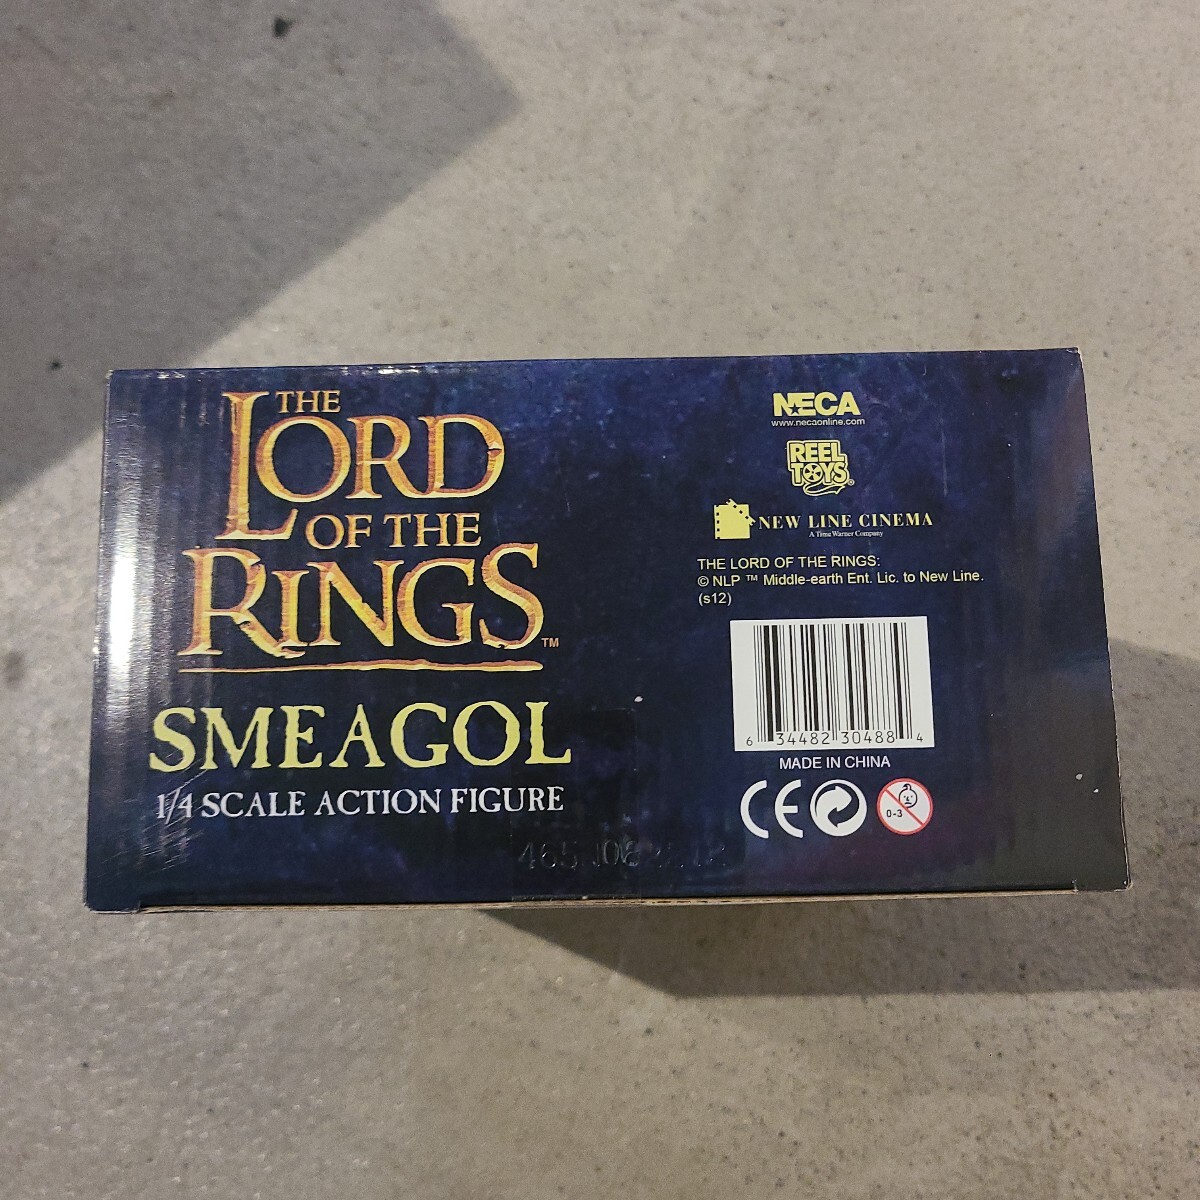 THE
LORD
OF THE
RINGS™
SMEAGOL
1/4 SCALE ACTION FIGURE
NECA
www.necaonline.com
REEL
TOYS®
NEW LINE CINEMA
A Time Warner Company
THE LORD OF THE RINGS:
© NLP ™ Middle-earth Ent. Lic. to New Line.
(s12)
6 34482 30488 4
MADE IN CHINA
CE
0-3